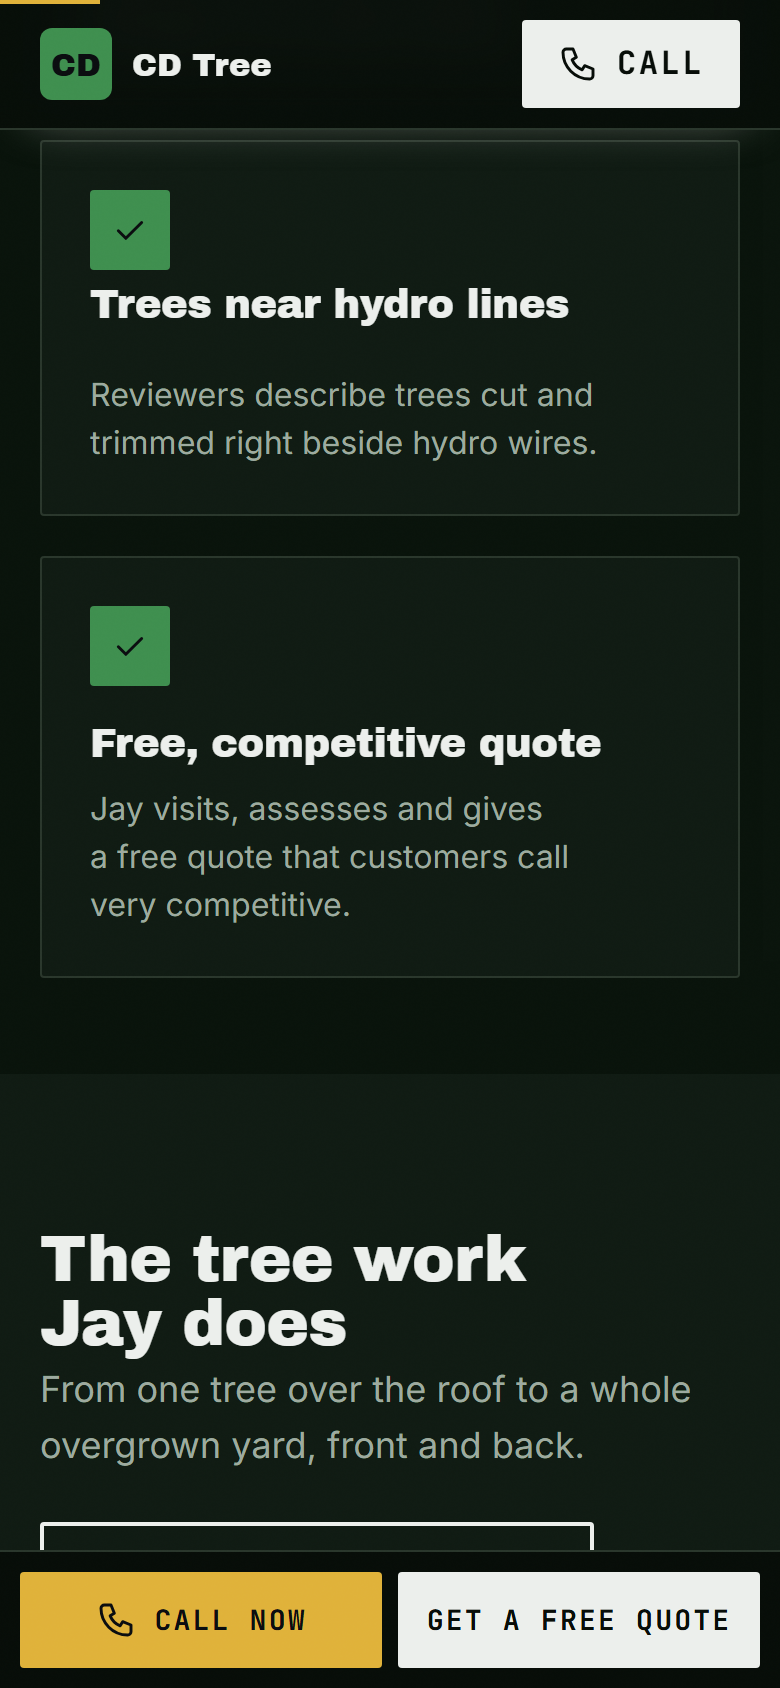 CD CD Tree CALL
Trees near hydro lines
Reviewers describe trees cut and
trimmed right beside hydro wires.
Free, competitive quote
Jay visits, assesses and gives
a free quote that customers call
very competitive.
The tree work
Jay does
From one tree over the roof to a whole
overgrown yard, front and back.
CALL NOW GET A FREE QUOTE